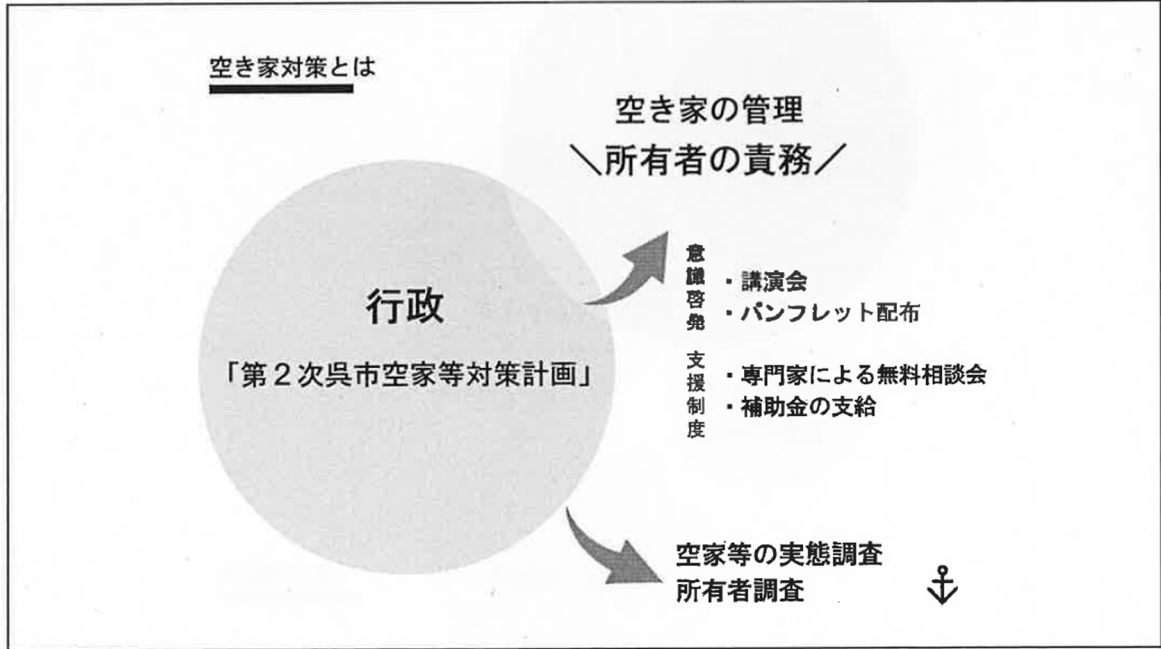 空き家対策とは
空き家の管理
＼所有者の責務／
行政
「第２次呉市空家等対策計画」
意識啓発
・講演会
・パンフレット配布
支援制度
・専門家による無料相談会
・補助金の支給
空家等の実態調査
所有者調査